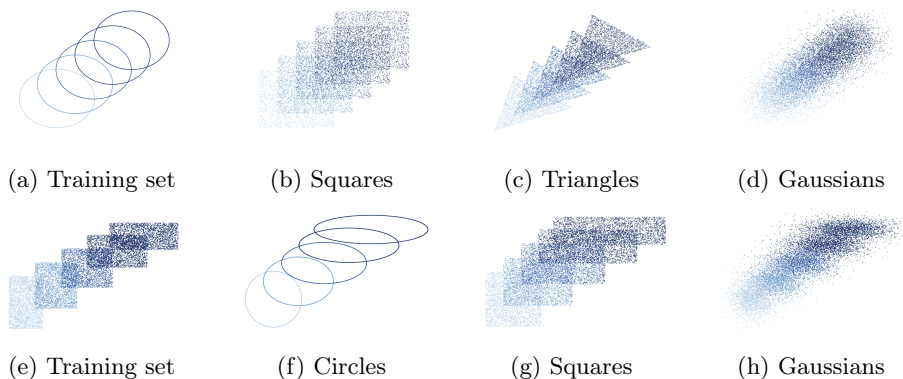 (a) Training set (b) Squares (c) Triangles (d) Gaussians
(e) Training set (f) Circles (g) Squares (h) Gaussians